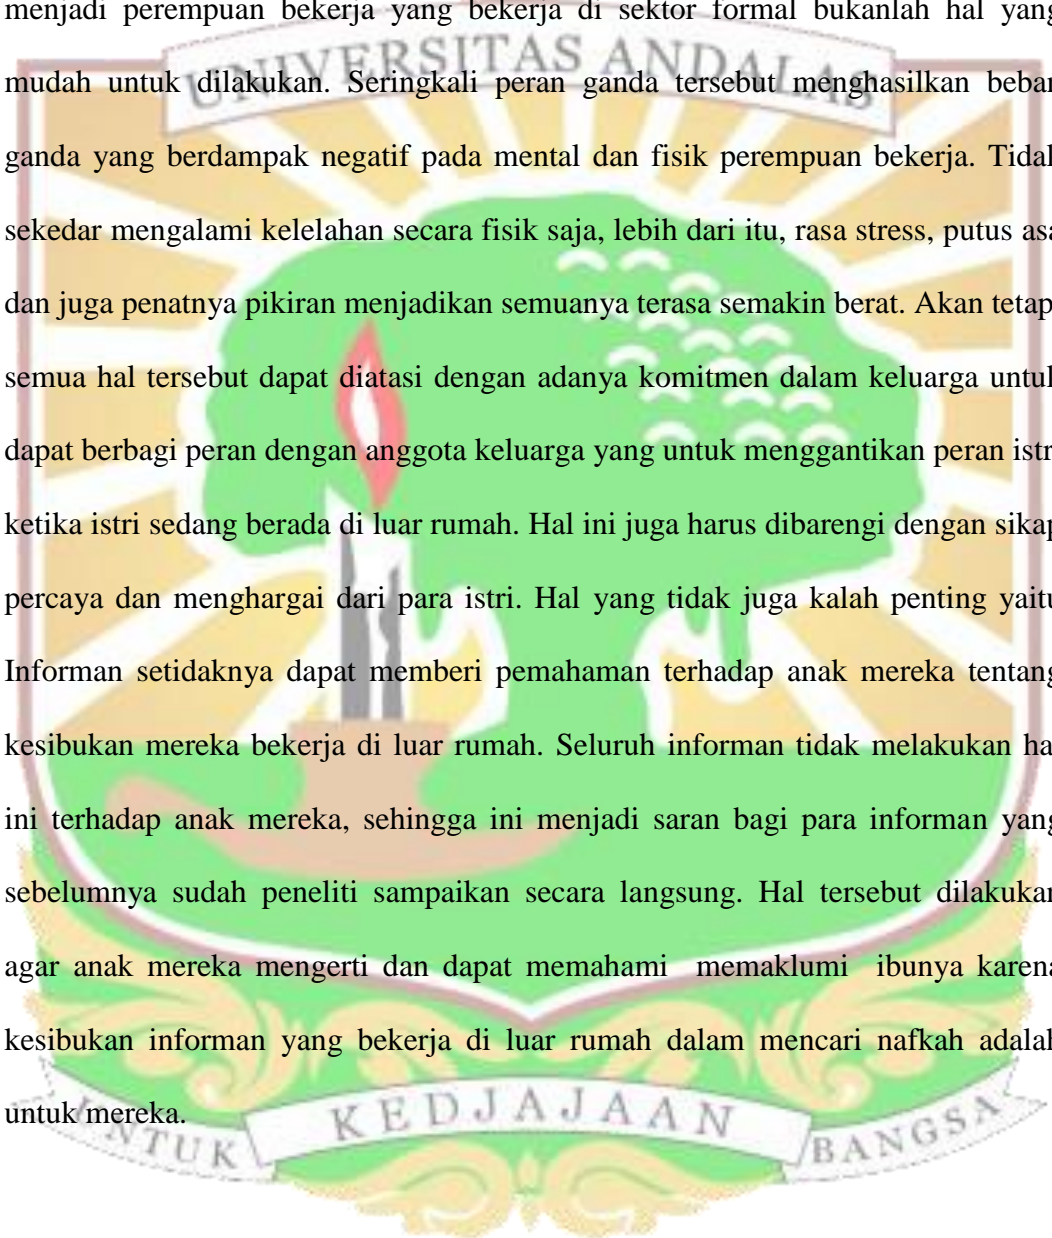 menjadi perempuan bekerja yang bekerja di sektor formal bukanlah hal yang
UNIVERSITAS ANDALAS
mudah untuk dilakukan. Seringkali peran ganda tersebut menghasilkan beban
ganda yang berdampak negatif pada mental dan fisik perempuan bekerja. Tidak
sekedar mengalami kelelahan secara fisik saja, lebih dari itu, rasa stress, putus asa
dan juga penatnya pikiran menjadikan semuanya terasa semakin berat. Akan tetap
semua hal tersebut dapat diatasi dengan adanya komitmen dalam keluarga untuk
dapat berbagi peran dengan anggota keluarga yang untuk menggantikan peran istr
ketika istri sedang berada di luar rumah. Hal ini juga harus dibarengi dengan sikap
percaya dan menghargai dari para istri. Hal yang tidak juga kalah penting yaitu
Informan setidaknya dapat memberi pemahaman terhadap anak mereka tentang
kesibukan mereka bekerja di luar rumah. Seluruh informan tidak melakukan ha
ini terhadap anak mereka, sehingga ini menjadi saran bagi para informan yang
sebelumnya sudah peneliti sampaikan secara langsung. Hal tersebut dilakukan
agar anak mereka mengerti dan dapat memahami memaklumi ibunya karena
kesibukan informan yang bekerja di luar rumah dalam mencari nafkah adalah
untuk mereka.
UNTUK KEDJAJAAN BANGSA